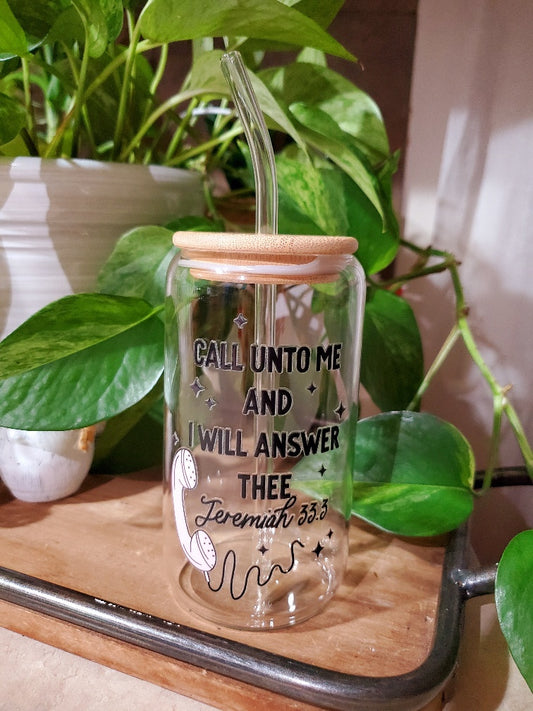 CALL UNTO ME
AND
I WILL ANSWER
THEE
Jeremiah 33:3